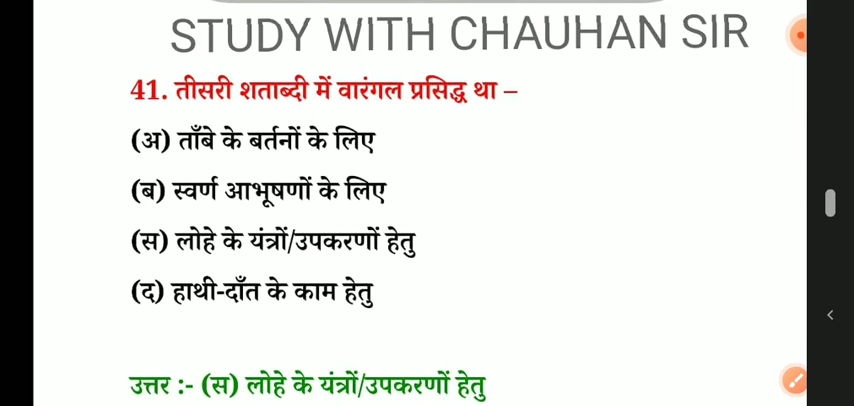 STUDY WITH CHAUHAN SIR
41. तीसरी शताब्दी में वारंगल प्रसिद्ध था –
(अ) ताँबे के बर्तनों के लिए
(ब) स्वर्ण आभूषणों के लिए
(स) लोहे के यंत्रों/उपकरणों हेतु
(द) हाथी-दाँत के काम हेतु
उत्तर :- (स) लोहे के यंत्रों/उपकरणों हेतु